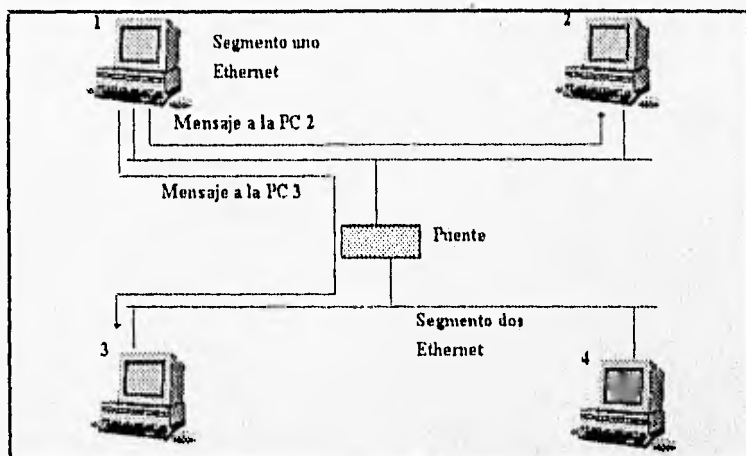 1
2
Segmento uno
Ethernet
Mensaje a la PC 2
Mensaje a la PC 3
Puente
Segmento dos
Ethernet
3
4